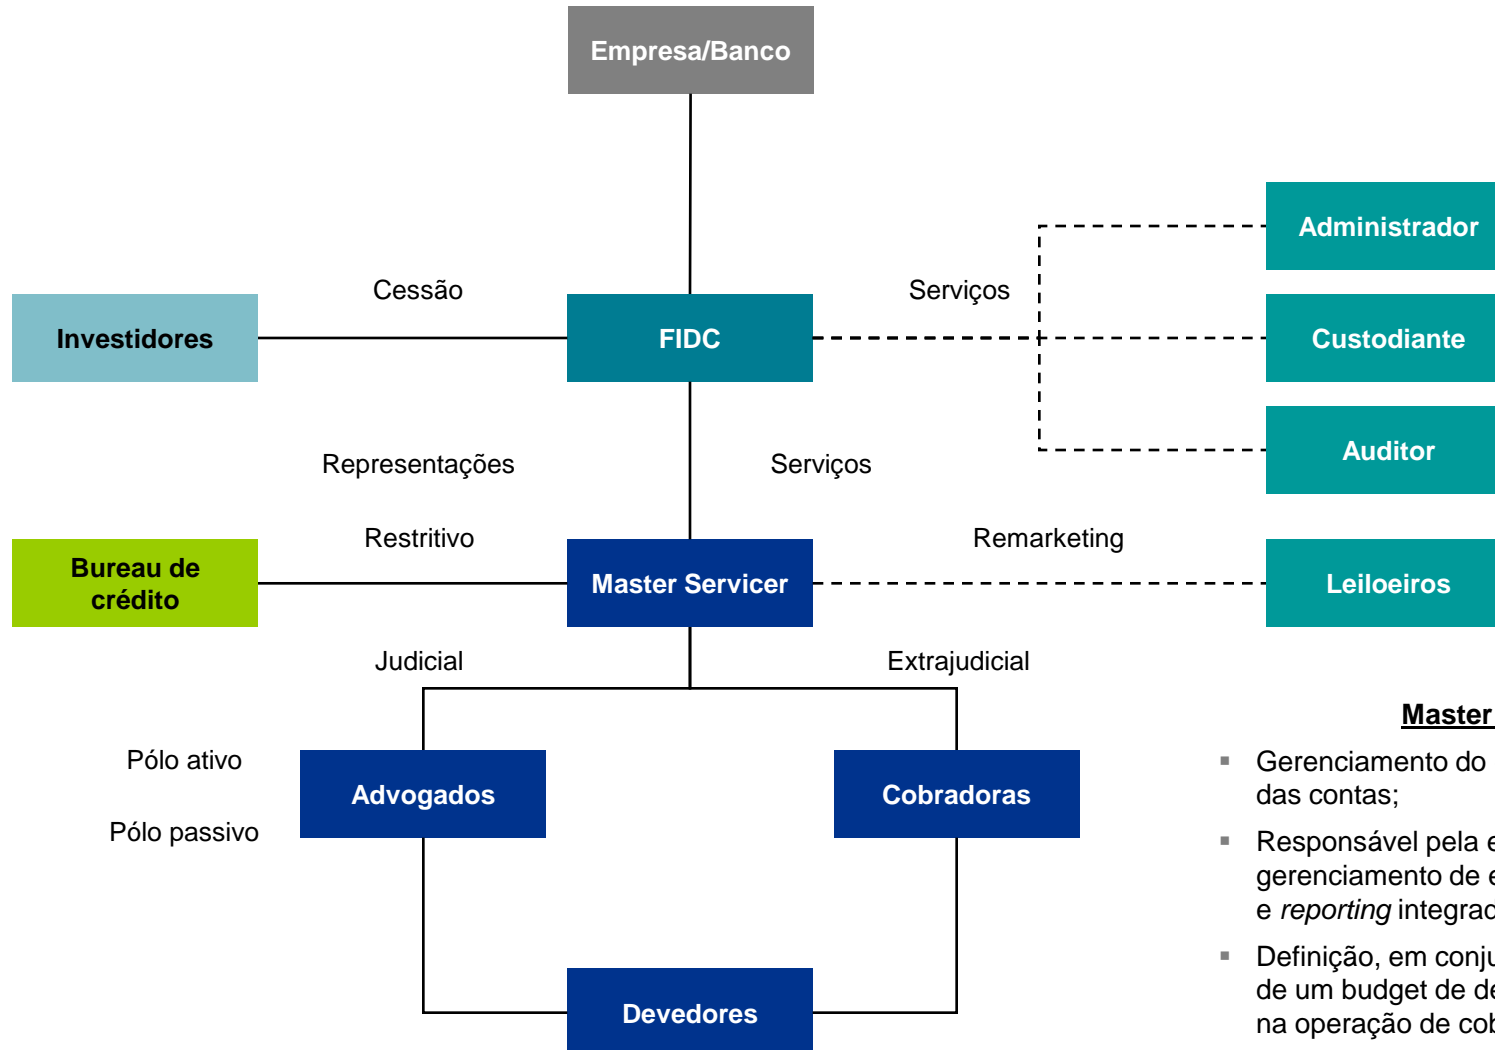 Empresa/Banco
Administrador
Cessão
Serviços
Investidores
FIDC
Custodiante
Auditor
Representações
Serviços
Restritivo
Remarketing
Bureau de
crédito
Master Servicer
Leiloeiros
Judicial
Extrajudicial
Master
Pólo ativo
Pólo passivo
Advogados
Cobradoras
Gerenciamento do
das contas;
Responsável pela
gerenciamento de
e reporting
Definição, em
de um budget de
na operação de
Devedores